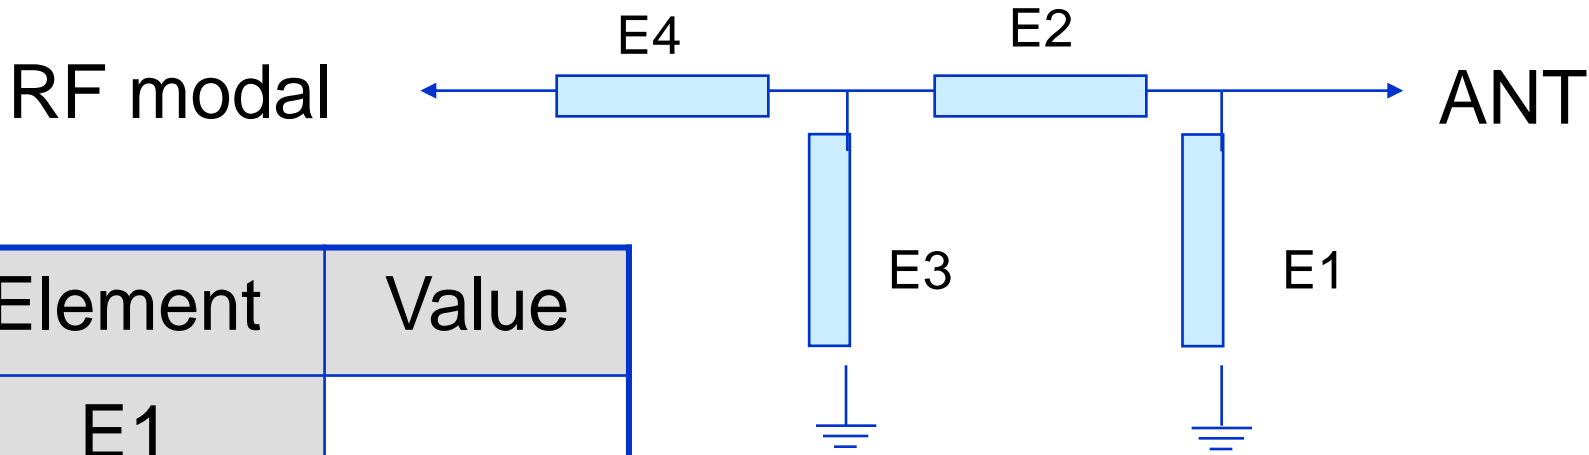 E4
E2
RF modal
ANT
E3
E1
Element Value
E1